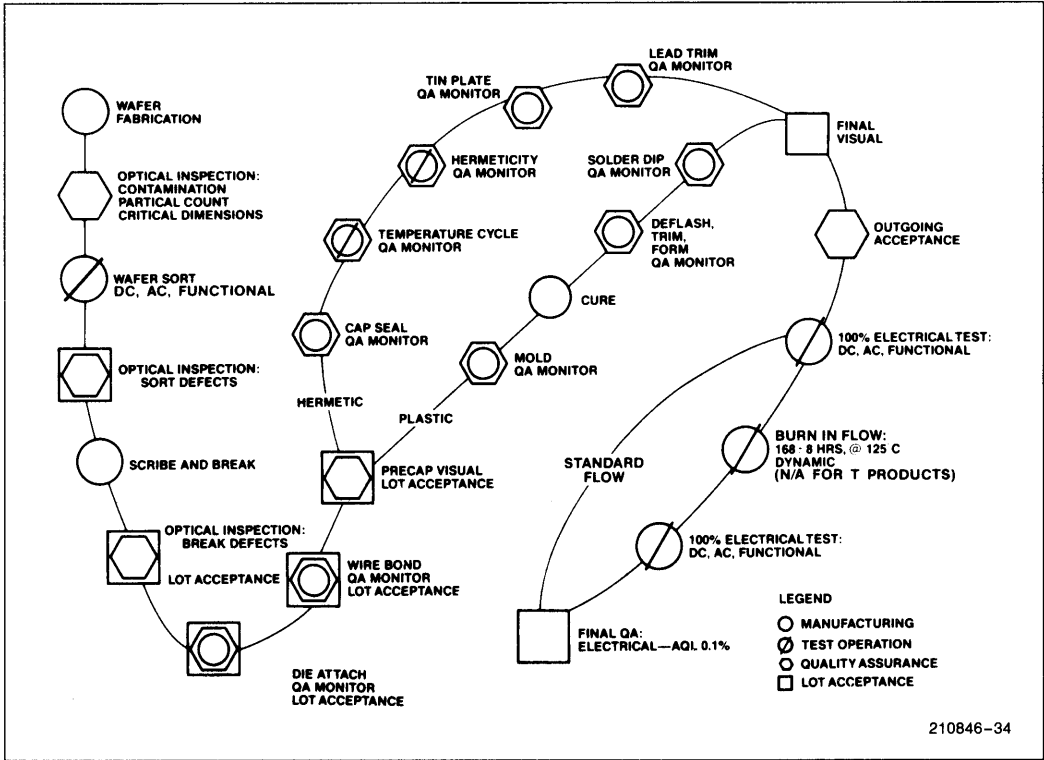 WAFER
FABRICATION
OPTICAL INSPECTION:
CONTAMINATION
PARTICAL COUNT
CRITICAL DIMENSIONS
WAFER SORT
DC, AC, FUNCTIONAL
OPTICAL INSPECTION:
SORT DEFECTS
SCRIBE AND BREAK
OPTICAL INSPECTION:
BREAK DEFECTS
LOT ACCEPTANCE
DIE ATTACH
QA MONITOR
LOT ACCEPTANCE
WIRE BOND
QA MONITOR
LOT ACCEPTANCE
PRECAP VISUAL
LOT ACCEPTANCE
HERMETIC
CAP SEAL
QA MONITOR
TEMPERATURE CYCLE
QA MONITOR
HERMETICITY
QA MONITOR
TIN PLATE
QA MONITOR
LEAD TRIM
QA MONITOR
PLASTIC
MOLD
QA MONITOR
CURE
DEFLASH,
TRIM,
FORM
QA MONITOR
SOLDER DIP
QA MONITOR
FINAL
VISUAL
OUTGOING
ACCEPTANCE
100% ELECTRICAL TEST:
DC, AC, FUNCTIONAL
BURN IN FLOW:
168 - 8 HRS, @ 125 C
DYNAMIC
(N/A FOR T PRODUCTS)
STANDARD
FLOW
100% ELECTRICAL TEST:
DC, AC, FUNCTIONAL
FINAL QA:
ELECTRICAL—AQL 0.1%
LEGEND
MANUFACTURING
TEST OPERATION
QUALITY ASSURANCE
LOT ACCEPTANCE
210846-34